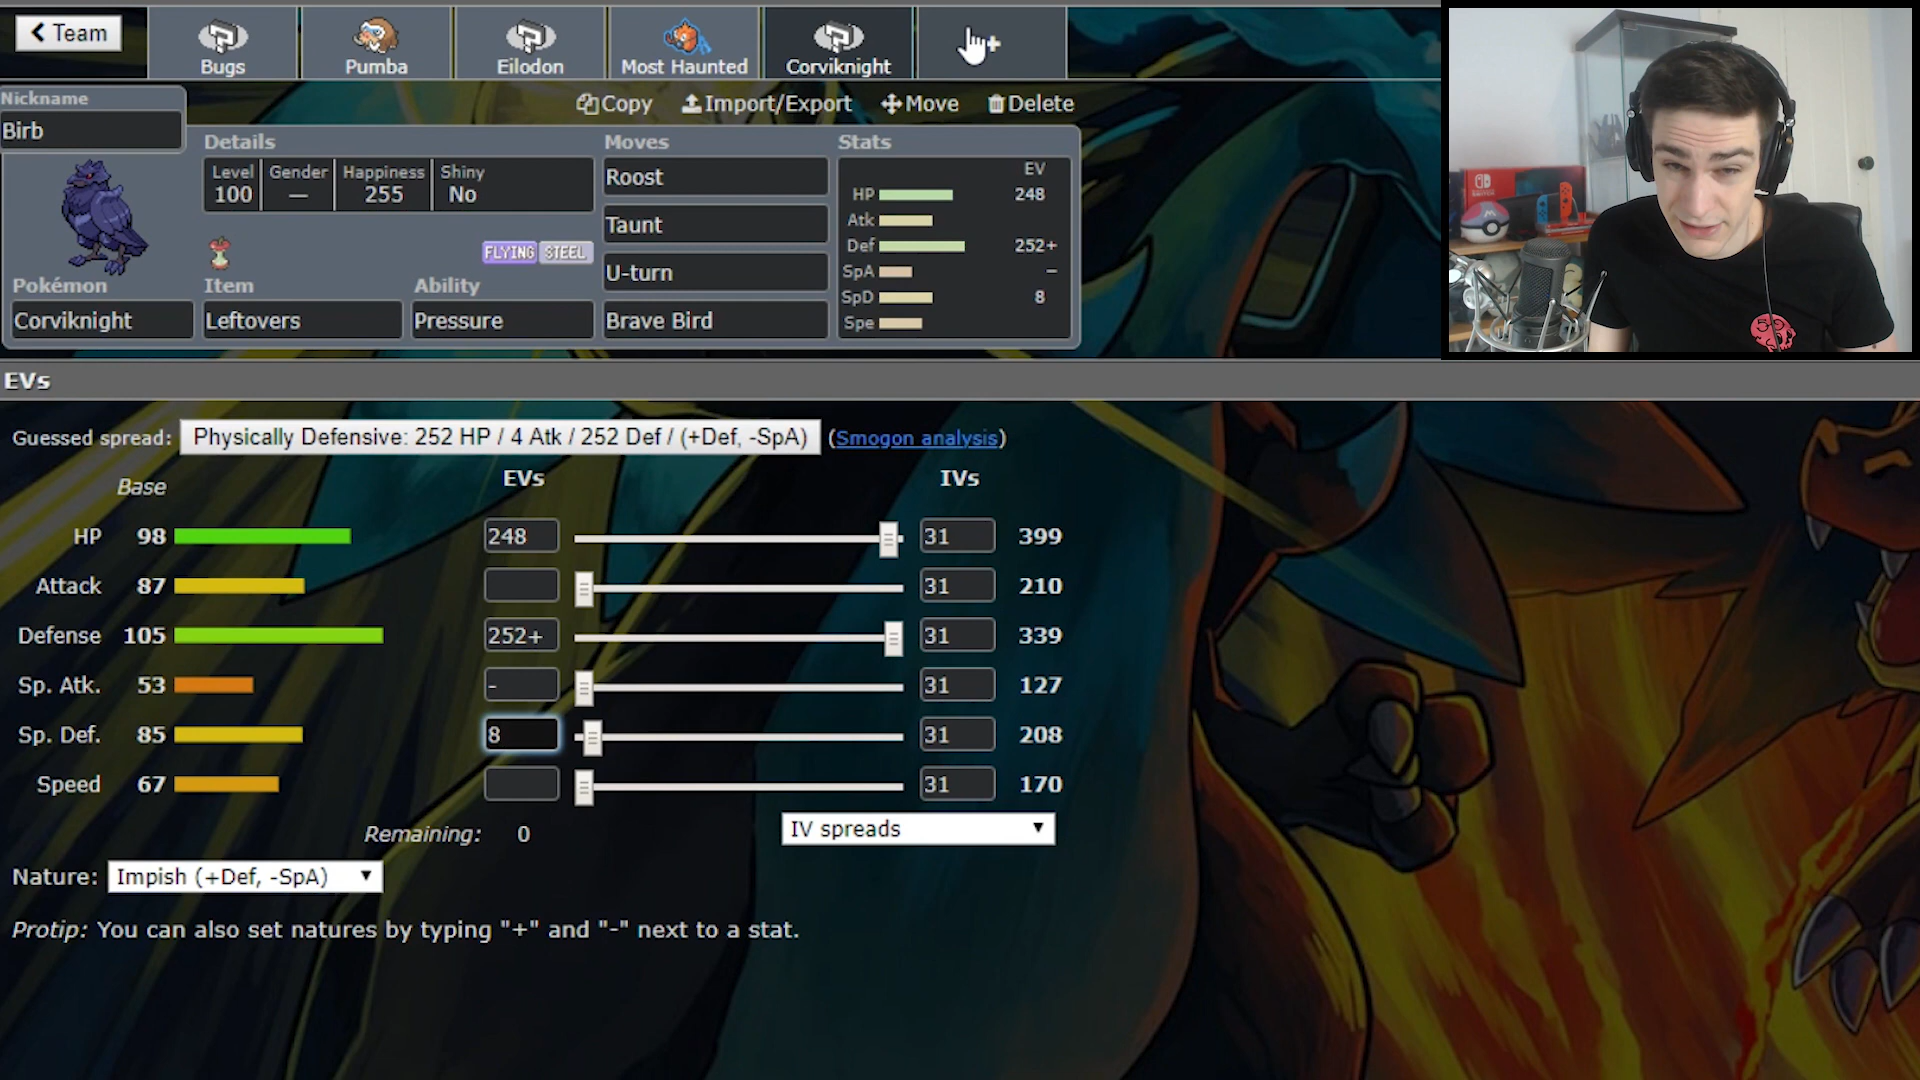 Team
Bugs
Pumba
Eilodon
Most Haunted
Corviknight
Copy
Import/Export
Move
Delete
Nickname
Birb
Details
Level
100
Gender
—
Happiness
255
Shiny
No
FLYING
STEEL
Pokémon
Corviknight
Item
Leftovers
Ability
Pressure
Moves
Roost
Taunt
U-turn
Brave Bird
Stats
EV
HP 248
Atk
Def 252+
SpA –
SpD 8
Spe
EVs
Guessed spread: Physically Defensive: 252 HP / 4 Atk / 252 Def / (+Def, -SpA) (Smogon analysis)
Base EVs IVs
HP 98 248 31 399
Attack 87 31 210
Defense 105 252+ 31 339
Sp. Atk. 53 - 31 127
Sp. Def. 85 8 31 208
Speed 67 31 170
Remaining: 0 IV spreads
Nature: Impish (+Def, -SpA)
Protip: You can also set natures by typing "+" and "-" next to a stat.